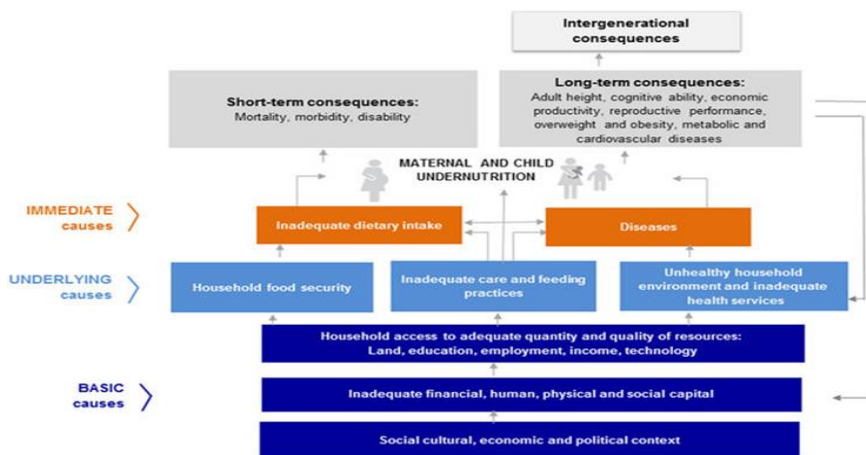 Intergenerational
consequences
Short-term consequences:
Mortality, morbidity, disability
Long-term consequences:
Adult height, cognitive ability, economic
productivity, reproductive performance,
overweight and obesity, metabolic and
cardiovascular diseases
MATERNAL AND CHILD
UNDERNUTRITION
IMMEDIATE
causes
Inadequate dietary intake
Diseases
UNDERLYING
causes
Household food security
Inadequate care and feeding
practices
Unhealthy household
environment and inadequate
health services
Household access to adequate quantity and quality of resources:
Land, education, employment, income, technology
BASIC
causes
Inadequate financial, human, physical and social capital
Social cultural, economic and political context